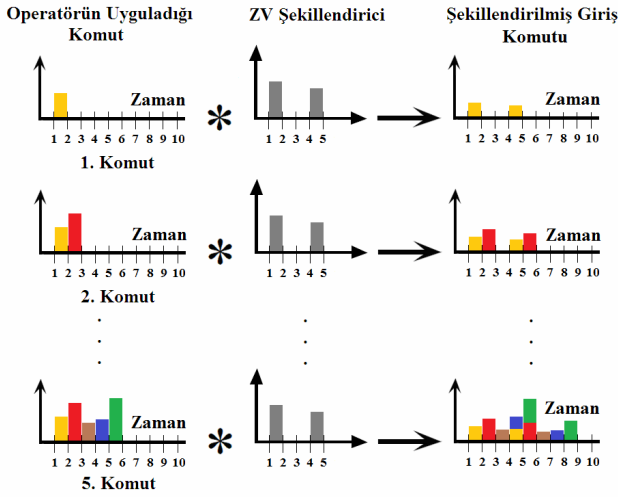 Operatörün Uyguladığı
Komut
ZV Şekillendirici
Şekillendirilmiş Giriş
Komutu
Zaman
1 2 3 4 5 6 7 8 9 10
1. Komut
*
1 2 3 4 5
Zaman
1 2 3 4 5 6 7 8 9 10
Zaman
1 2 3 4 5 6 7 8 9 10
2. Komut
*
1 2 3 4 5
Zaman
1 2 3 4 5 6 7 8 9 10
Zaman
1 2 3 4 5 6 7 8 9 10
5. Komut
*
1 2 3 4 5
Zaman
1 2 3 4 5 6 7 8 9 10